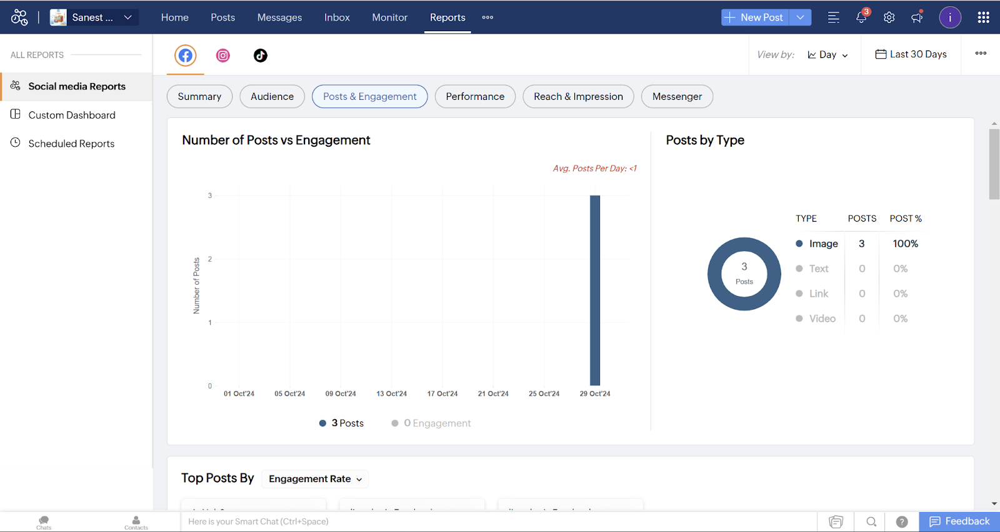 Sanest ...
Home
Posts
Messages
Inbox
Monitor
Reports
New Post
3
i
ALL REPORTS
View by:
Day
Last 30 Days
Social media Reports
Custom Dashboard
Scheduled Reports
Summary
Audience
Posts & Engagement
Performance
Reach & Impression
Messenger
Number of Posts vs Engagement
Avg. Posts Per Day: <1
Number of Posts
3
2
1
0
01 Oct'24
05 Oct'24
09 Oct'24
13 Oct'24
17 Oct'24
21 Oct'24
25 Oct'24
29 Oct'24
3 Posts
0 Engagement
Posts by Type
3
Posts
TYPE POSTS POST %
Image 3 100%
Text 0 0%
Link 0 0%
Video 0 0%
Top Posts By Engagement Rate
Chats
Contacts
Here is your Smart Chat (Ctrl+Space)
?
Feedback